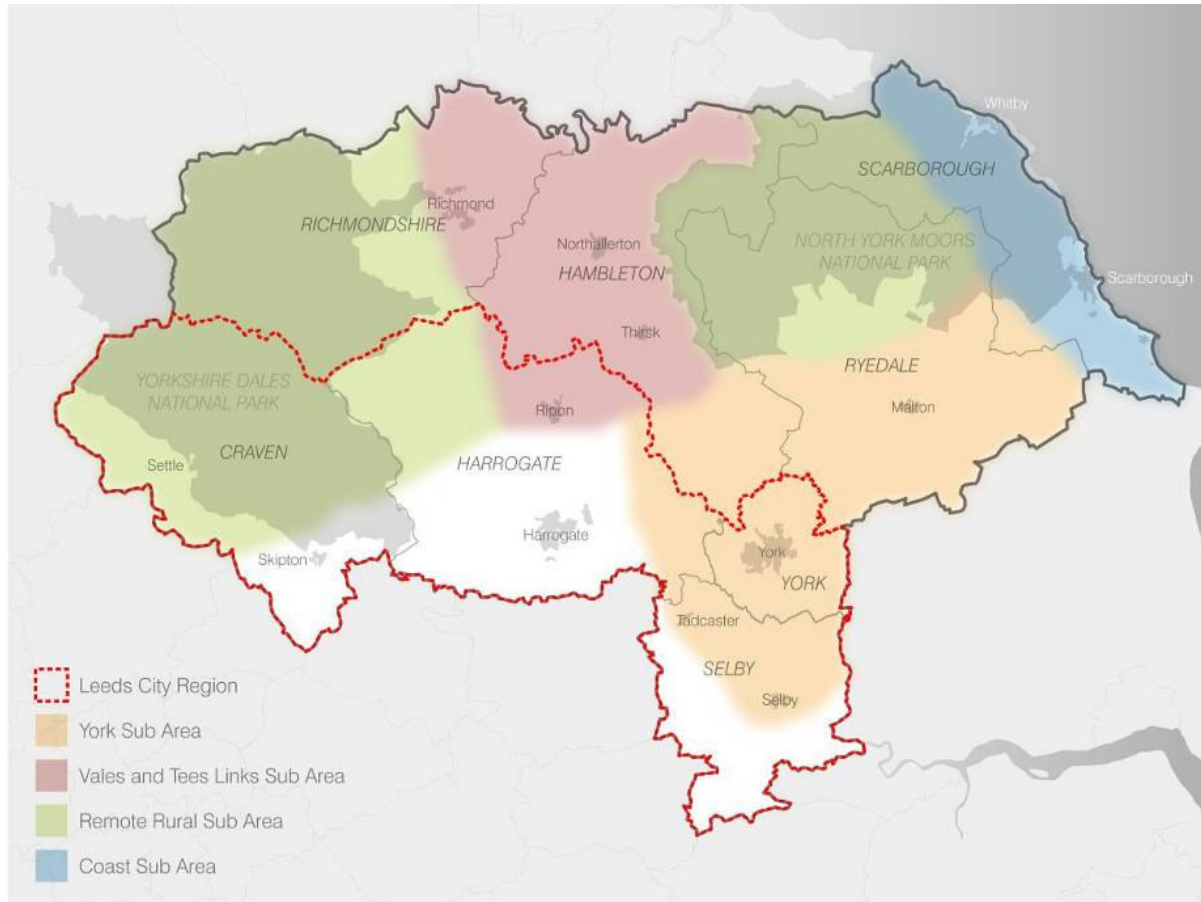 Whitby
SCARBOROUGH
Richmond
RICHMONDSHIRE
Northallerton
HAMBLETON
NORTH YORK MOORS
NATIONAL PARK
Scarborough
Thirsk
RYEDALE
YORKSHIRE DALES
NATIONAL PARK
Ripon
Malton
CRAVEN
Settle
HARROGATE
Harrogate
Skipton
York
YORK
Tadcaster
SELBY
Selby
Leeds City Region
York Sub Area
Vales and Tees Links Sub Area
Remote Rural Sub Area
Coast Sub Area